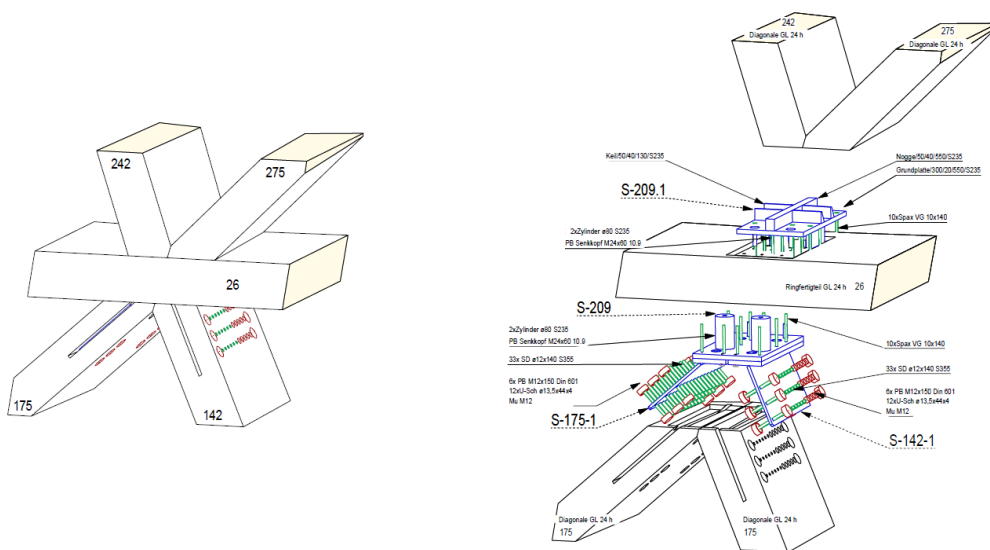 242
275
26
175
142
242
Diagonale GL 24 h
275
Diagonale GL 24 h
Keil/50/40/130/S235
Nogge/50/40/550/S235
Grundplatte/300/20/550/S235
S-209.1
10xSpax VG 10x140
2xZylinder ø80 S235
PB Senkkopf M24x60 10.9
Ringfertigteil GL 24 h 26
S-209
2xZylinder ø80 S235
PB Senkkopf M24x60 10.9
10xSpax VG 10x140
33x SD ø12x140 S355
33x SD ø12x140 S355
6x PB M12x150 Din 601
12xU-Sch ø13,5x44x4
Mu M12
6x PB M12x150 Din 601
12xU-Sch ø13,5x44x4
Mu M12
S-175-1
S-142-1
Diagonale GL 24 h
175
Diagonale GL 24 h
175